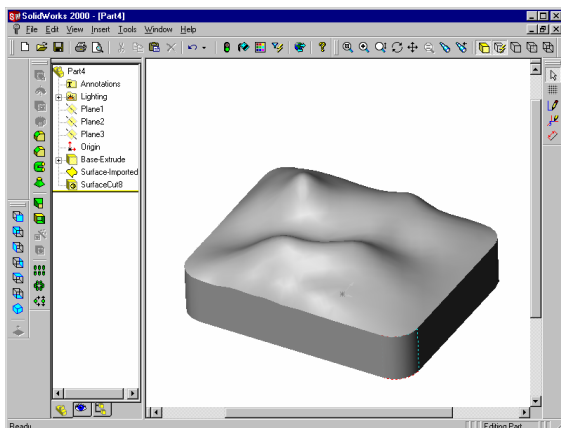 SolidWorks 2000 - [Part4]
File Edit View Insert Tools Window Help
Part4
Annotations
Lighting
Plane1
Plane2
Plane3
Origin
Base-Extrude
Surface-Imported
SurfaceCut8
Ready
Editing Part